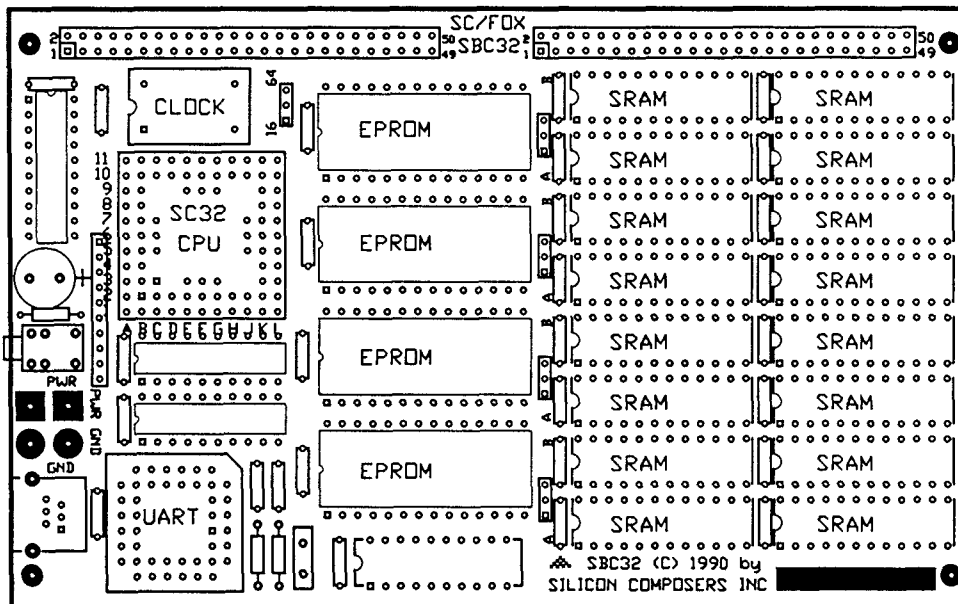 SC/FOX
SBC32
2 50 2 50
1 49 1 49
64
16
CLOCK
11
10
9
8
7
SC32
CPU
EPROM
EPROM
EPROM
EPROM
B
A
B
A
B
A
B
A
SRAM SRAM
SRAM SRAM
SRAM SRAM
SRAM SRAM
SRAM SRAM
SRAM SRAM
SRAM SRAM
SRAM SRAM
+
PWR
PWR GND
GND
UART
SBC32 (C) 1990 by
SILICON COMPOSERS INC